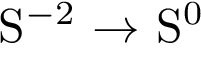 S⁻² → S⁰